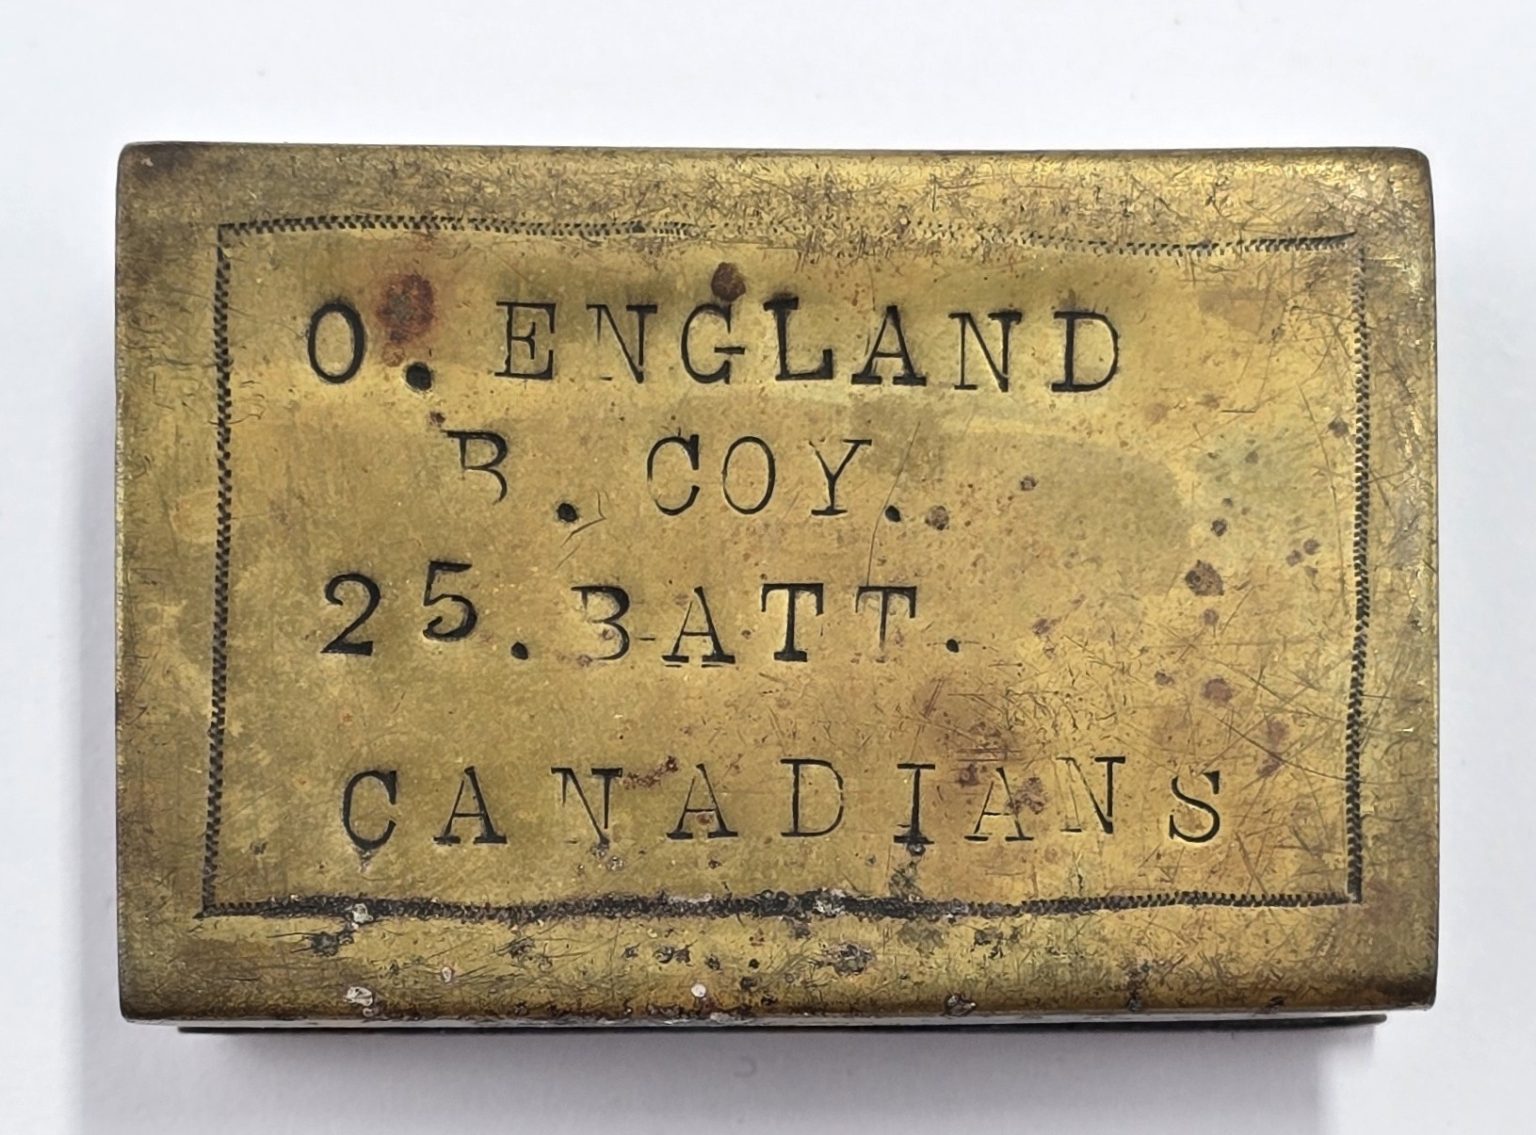 O. ENGLAND
B. COY.
25. BATT.
CANADIANS